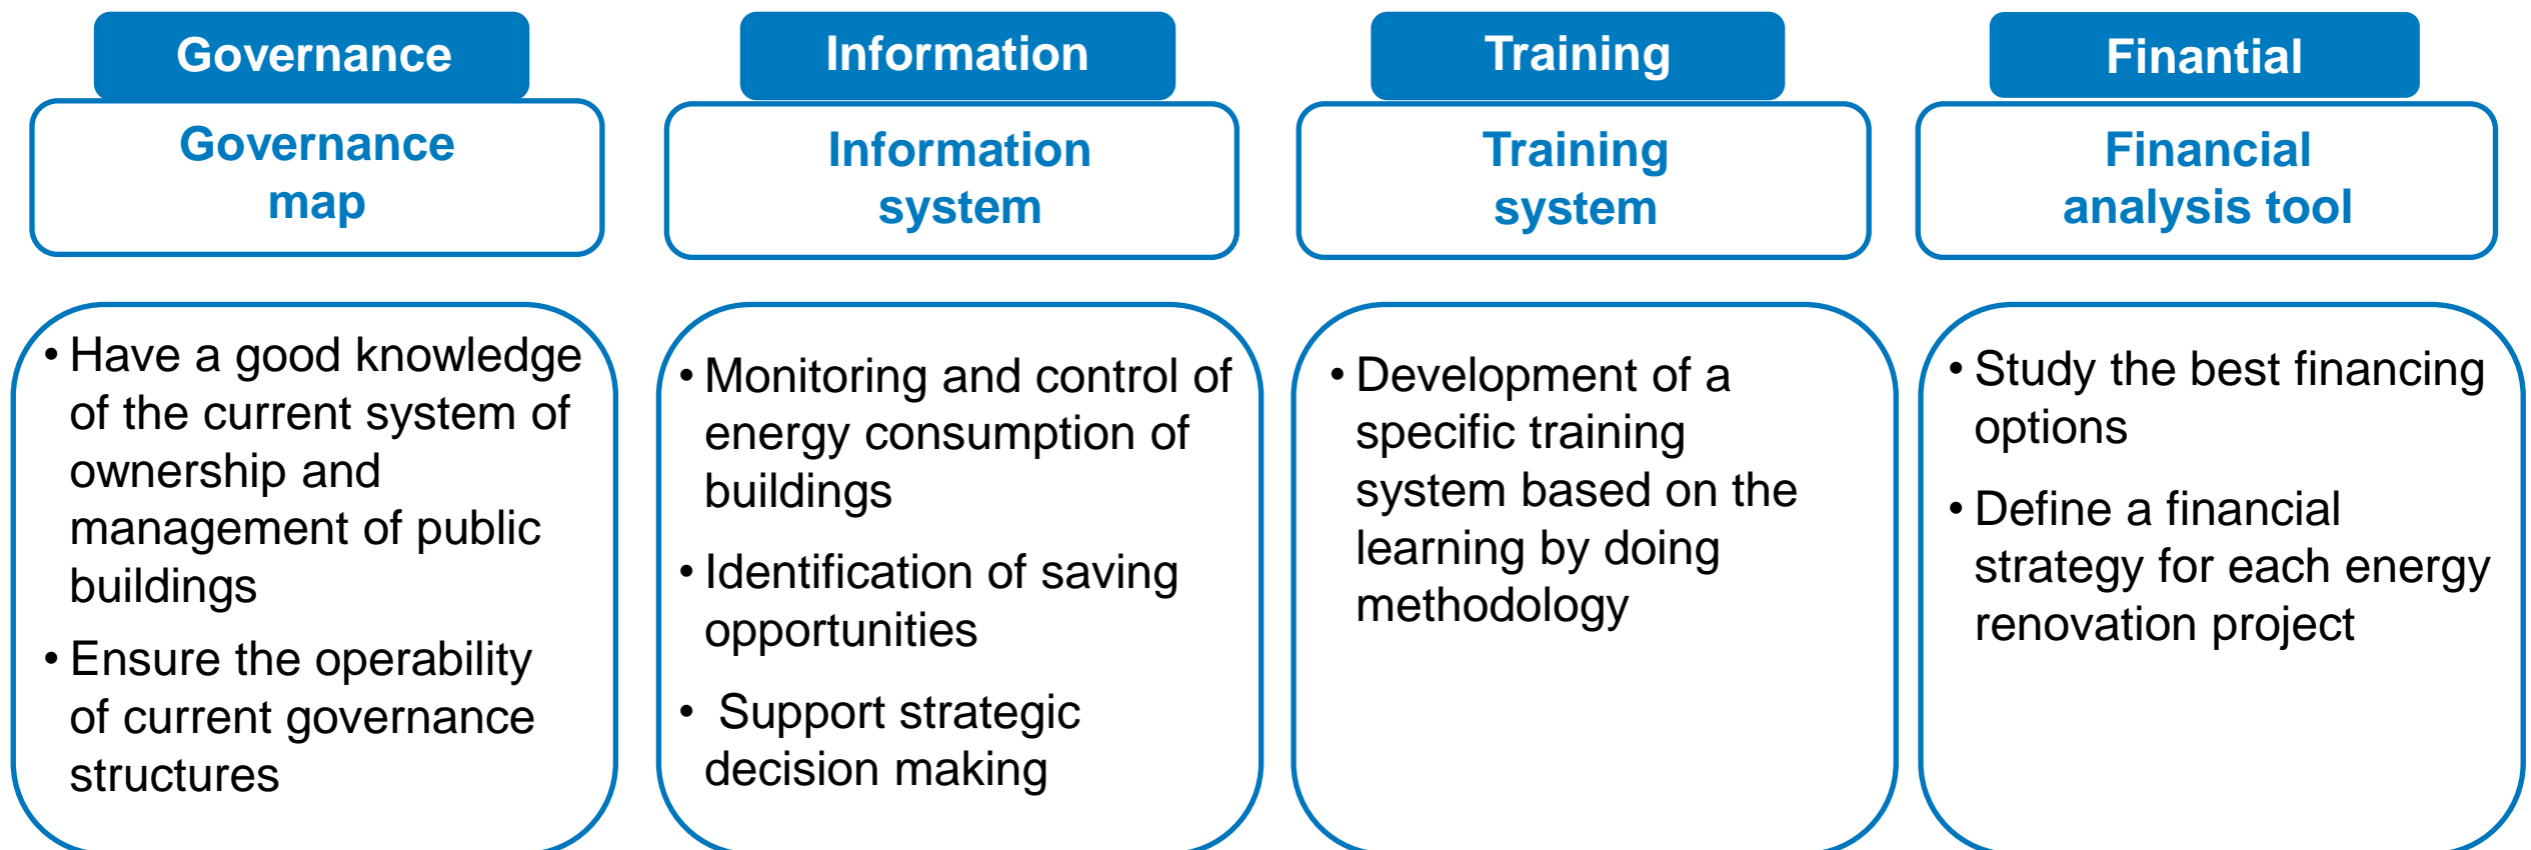 Governance
Governance
map
• Have a good knowledge
of the current system of
ownership and
management of public
buildings
• Ensure the operability
of current governance
structures
Information
Information
system
• Monitoring and control of
energy consumption of
buildings
• Identification of saving
opportunities
• Support strategic
decision making
Training
Training
system
• Development of a
specific training
system based on the
learning by doing
methodology
Finantial
Financial
analysis tool
• Study the best financing
options
• Define a financial
strategy for each energy
renovation project